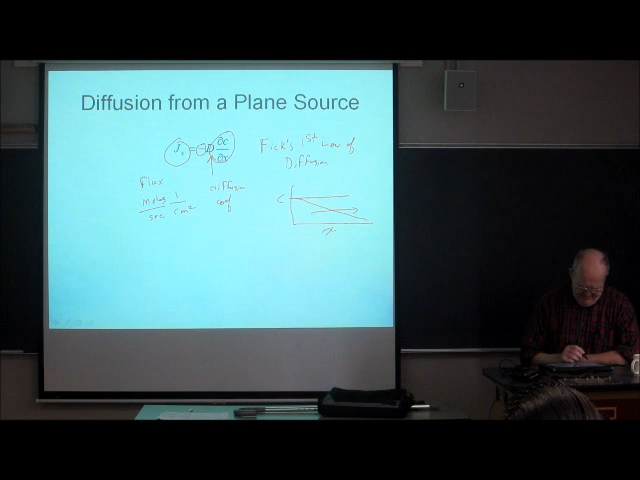 Diffusion from a Plane Source
J₁ = -D ∂C/∂x
Fick's 1st Law of
Diffusion
flux
moles/sec 1/cm²
diffusion
coef
C
x